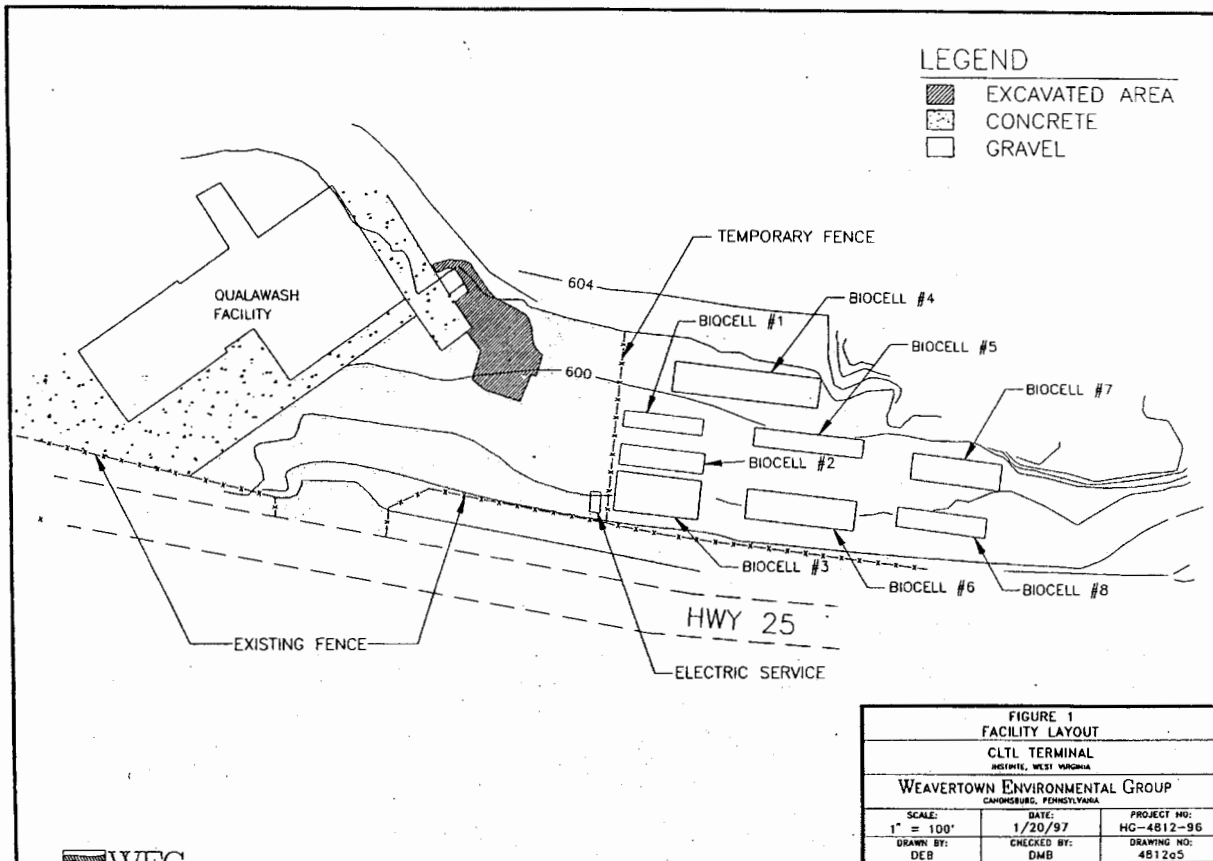 LEGEND
EXCAVATED AREA
CONCRETE
GRAVEL
TEMPORARY FENCE
604
BIOCELL #4
BIOCELL #1
QUALAWASH
FACILITY
BIOCELL #5
600
BIOCELL #7
BIOCELL #2
BIOCELL #3
BIOCELL #6
BIOCELL #8
HWY 25
EXISTING FENCE
ELECTRIC SERVICE
FIGURE 1
FACILITY LAYOUT
CLTL TERMINAL
INSTITUTE, WEST VIRGINIA
WEAVERTOWN ENVIRONMENTAL GROUP
CANONSBURG, PENNSYLVANIA
SCALE: DATE: PROJECT NO:
1" = 100' 1/20/97 HG-4812-96
DRAWN BY: CHECKED BY: DRAWING NO:
DEB DMB 4812a5
WEG